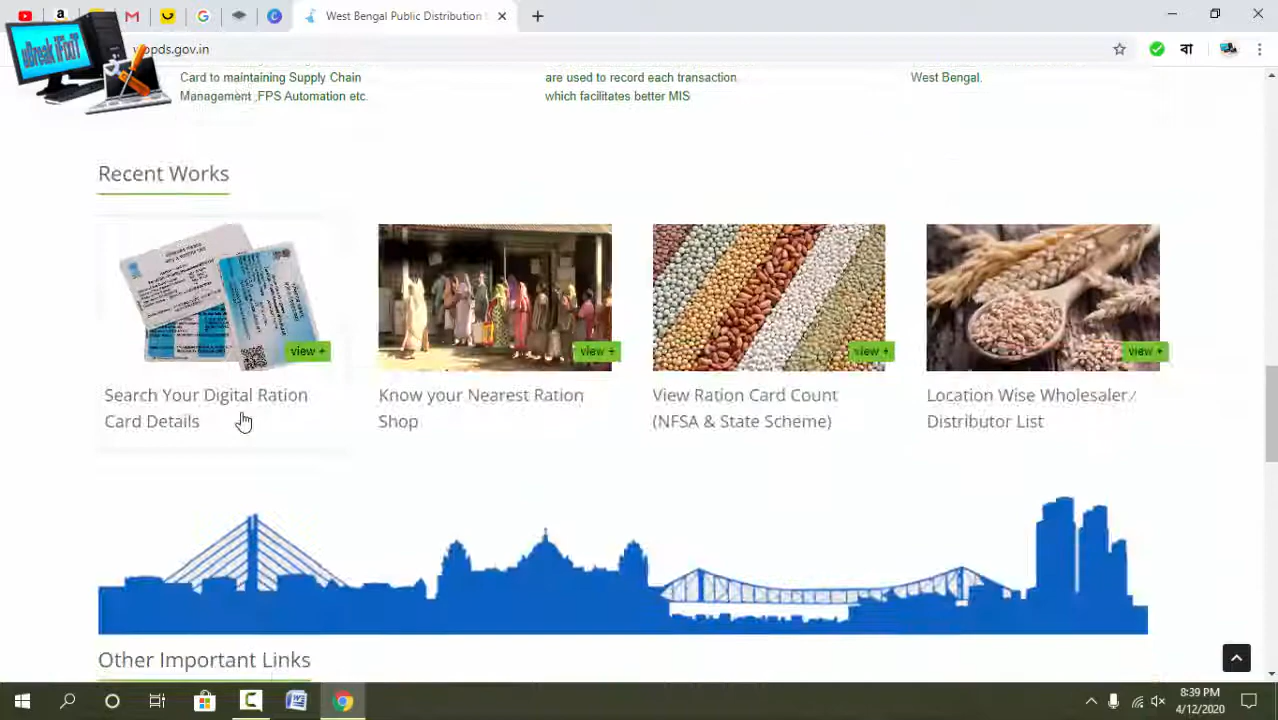 West Bengal Public Distribution
pds.gov.in
বা
uBreak iFixiT
Card to maintaining Supply Chain
Management ,FPS Automation etc.
are used to record each transaction
which facilitates better MIS
West Bengal.
Recent Works
view +
view +
view +
view +
Search Your Digital Ration
Card Details
Know your Nearest Ration
Shop
View Ration Card Count
(NFSA & State Scheme)
Location Wise Wholesaler /
Distributor List
Other Important Links
8:39 PM
4/12/2020